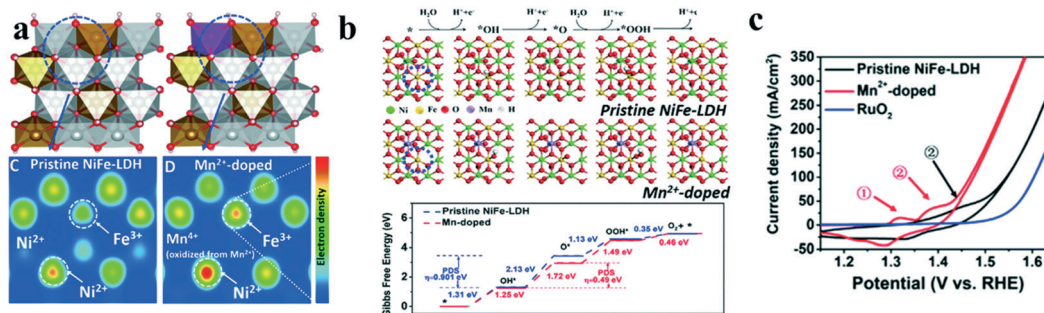 a
C Pristine NiFe-LDH
D Mn²⁺-doped
Ni²⁺
Fe³⁺
Ni²⁺
Mn⁴⁺
(oxidized from Mn²⁺)
Fe³⁺
Ni²⁺
Electron density
b
H₂O H⁺+e⁻ H⁺+e⁻ H₂O H⁺+e⁻
* *OH *O *OOH
Ni Fe O Mn H
Pristine NiFe-LDH
Mn²⁺-doped
Gibbs Free Energy (eV)
6
4
2
0
Pristine NiFe-LDH
Mn-doped
*
1.31 eV
1.25 eV
OH*
PDS
η=0.901 eV
2.13 eV
1.72 eV
O*
1.13 eV
1.49 eV
PDS
η=0.49 eV
OOH*
0.35 eV
0.46 eV
O₂+ *
c
Current density (mA/cm²)
350
300
250
200
150
100
50
0
50
Pristine NiFe-LDH
Mn²⁺-doped
RuO₂
①
②
②
1.2 1.3 1.4 1.5 1.6
Potential (V vs. RHE)